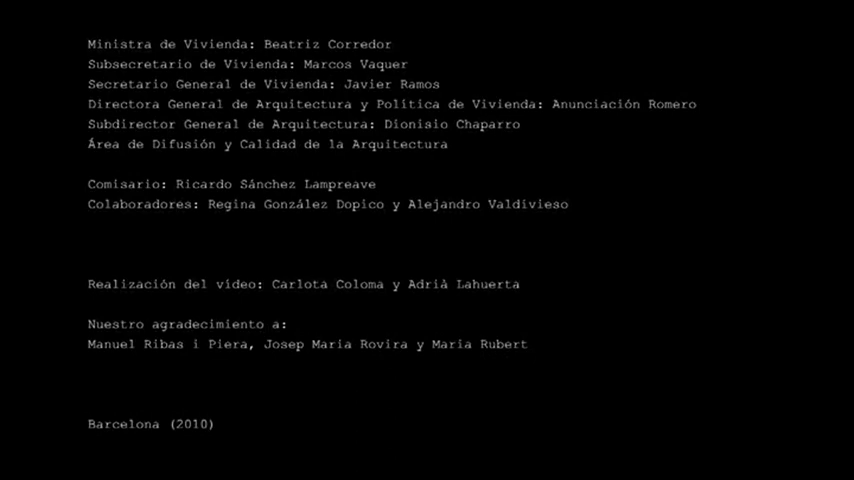 Ministra de Vivienda: Beatriz Corredor
Subsecretario de Vivienda: Marcos Vaquer
Secretario General de Vivienda: Javier Ramos
Directora General de Arquitectura y Política de Vivienda: Anunciación Romero
Subdirector General de Arquitectura: Dionisio Chaparro
Área de Difusión y Calidad de la Arquitectura
Comisario: Ricardo Sánchez Lampreave
Colaboradores: Regina González Dopico y Alejandro Valdivieso
Realización del vídeo: Carlota Coloma y Adrià Lahuerta
Nuestro agradecimiento a:
Manuel Ribas i Piera, Josep Maria Rovira y Maria Rubert
Barcelona (2010)